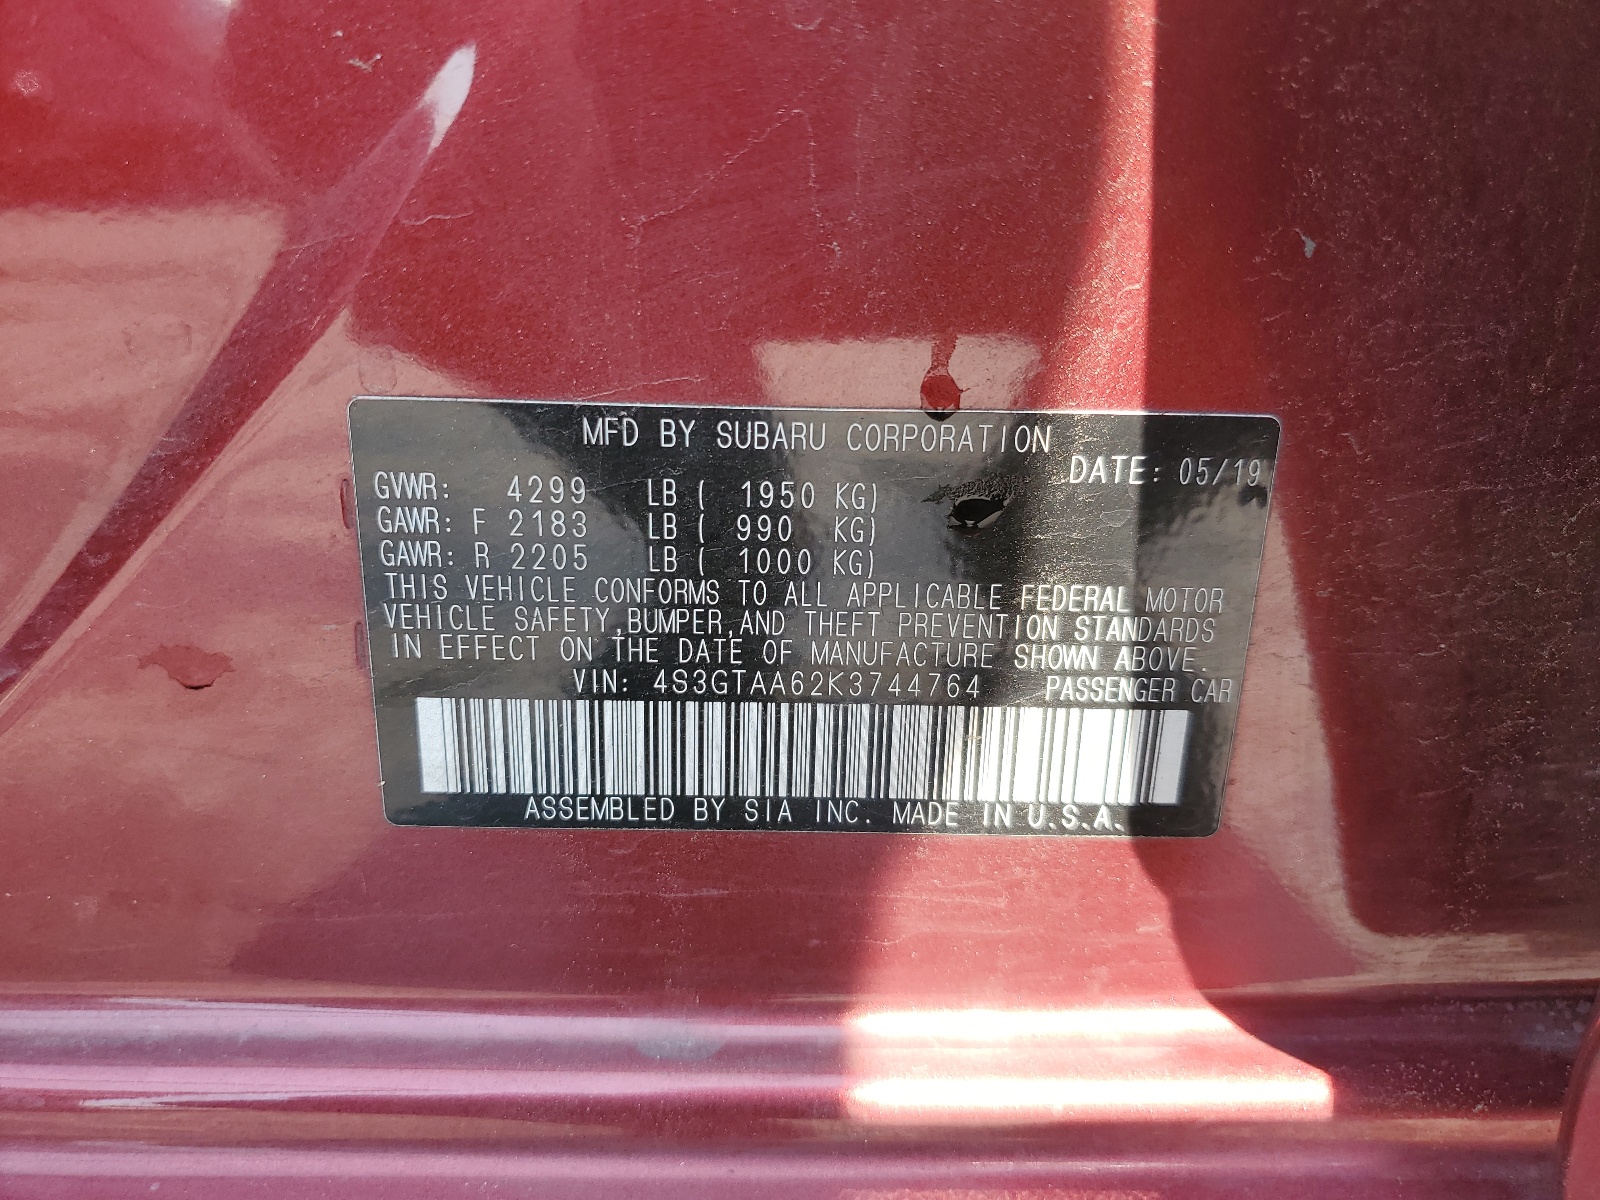 MFD BY SUBARU CORPORATION
DATE: 05/19
GVWR: 4299 LB ( 1950 KG)
GAWR: F 2183 LB ( 990 KG)
GAWR: R 2205 LB ( 1000 KG)
THIS VEHICLE CONFORMS TO ALL APPLICABLE FEDERAL MOTOR
VEHICLE SAFETY,BUMPER,AND THEFT PREVENTION STANDARDS
IN EFFECT ON THE DATE OF MANUFACTURE SHOWN ABOVE.
VIN: 4S3GTAA62K3744764 PASSENGER CAR
ASSEMBLED BY SIA INC. MADE IN U.S.A.